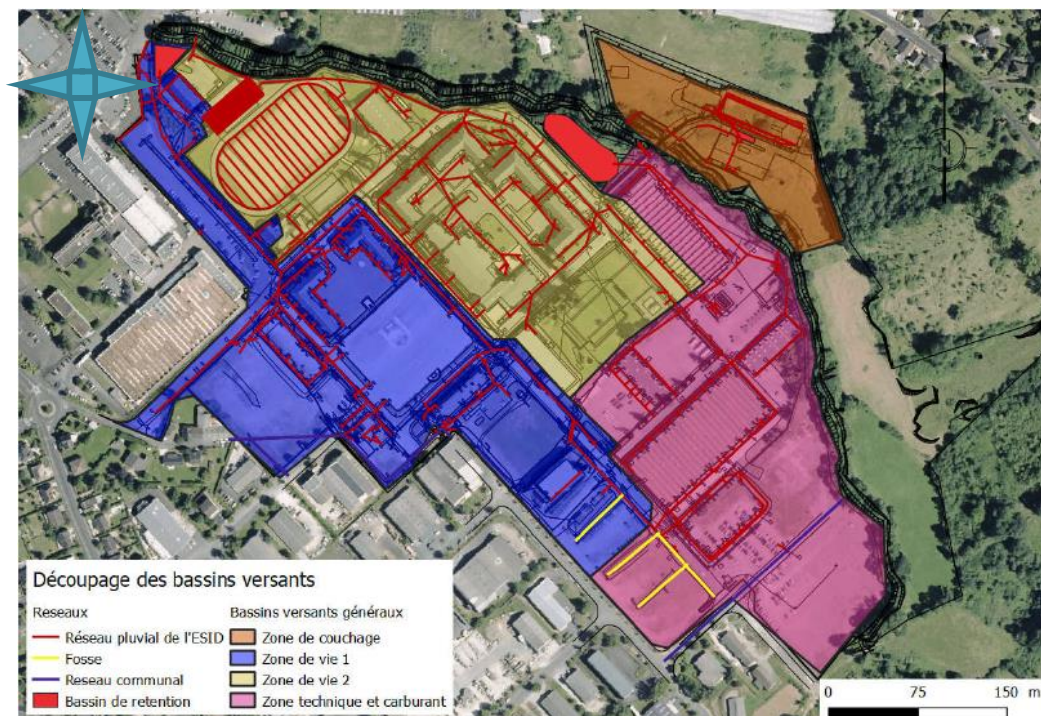 Découpage des bassins versants
Reseaux
Bassins versants généraux
Réseau pluvial de l'ESID
Zone de couchage
Fosse
Zone de vie 1
Reseau communal
Zone de vie 2
Bassin de retention
Zone technique et carburant
0 75 150 m